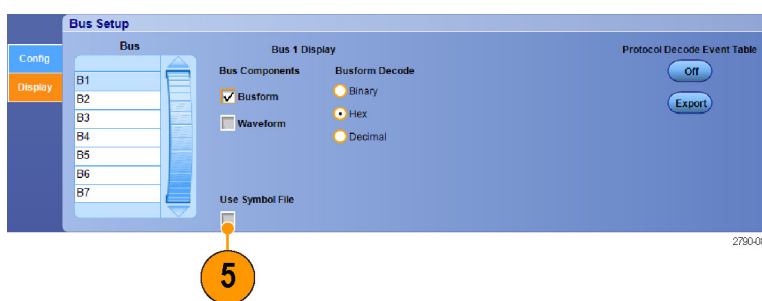 Bus Setup
Config
Display
Bus
B1
B2
B3
B4
B5
B6
B7
Bus 1 Display
Bus Components
Busform
Waveform
Busform Decode
Binary
Hex
Decimal
Use Symbol File
Protocol Decode Event Table
Off
Export
5